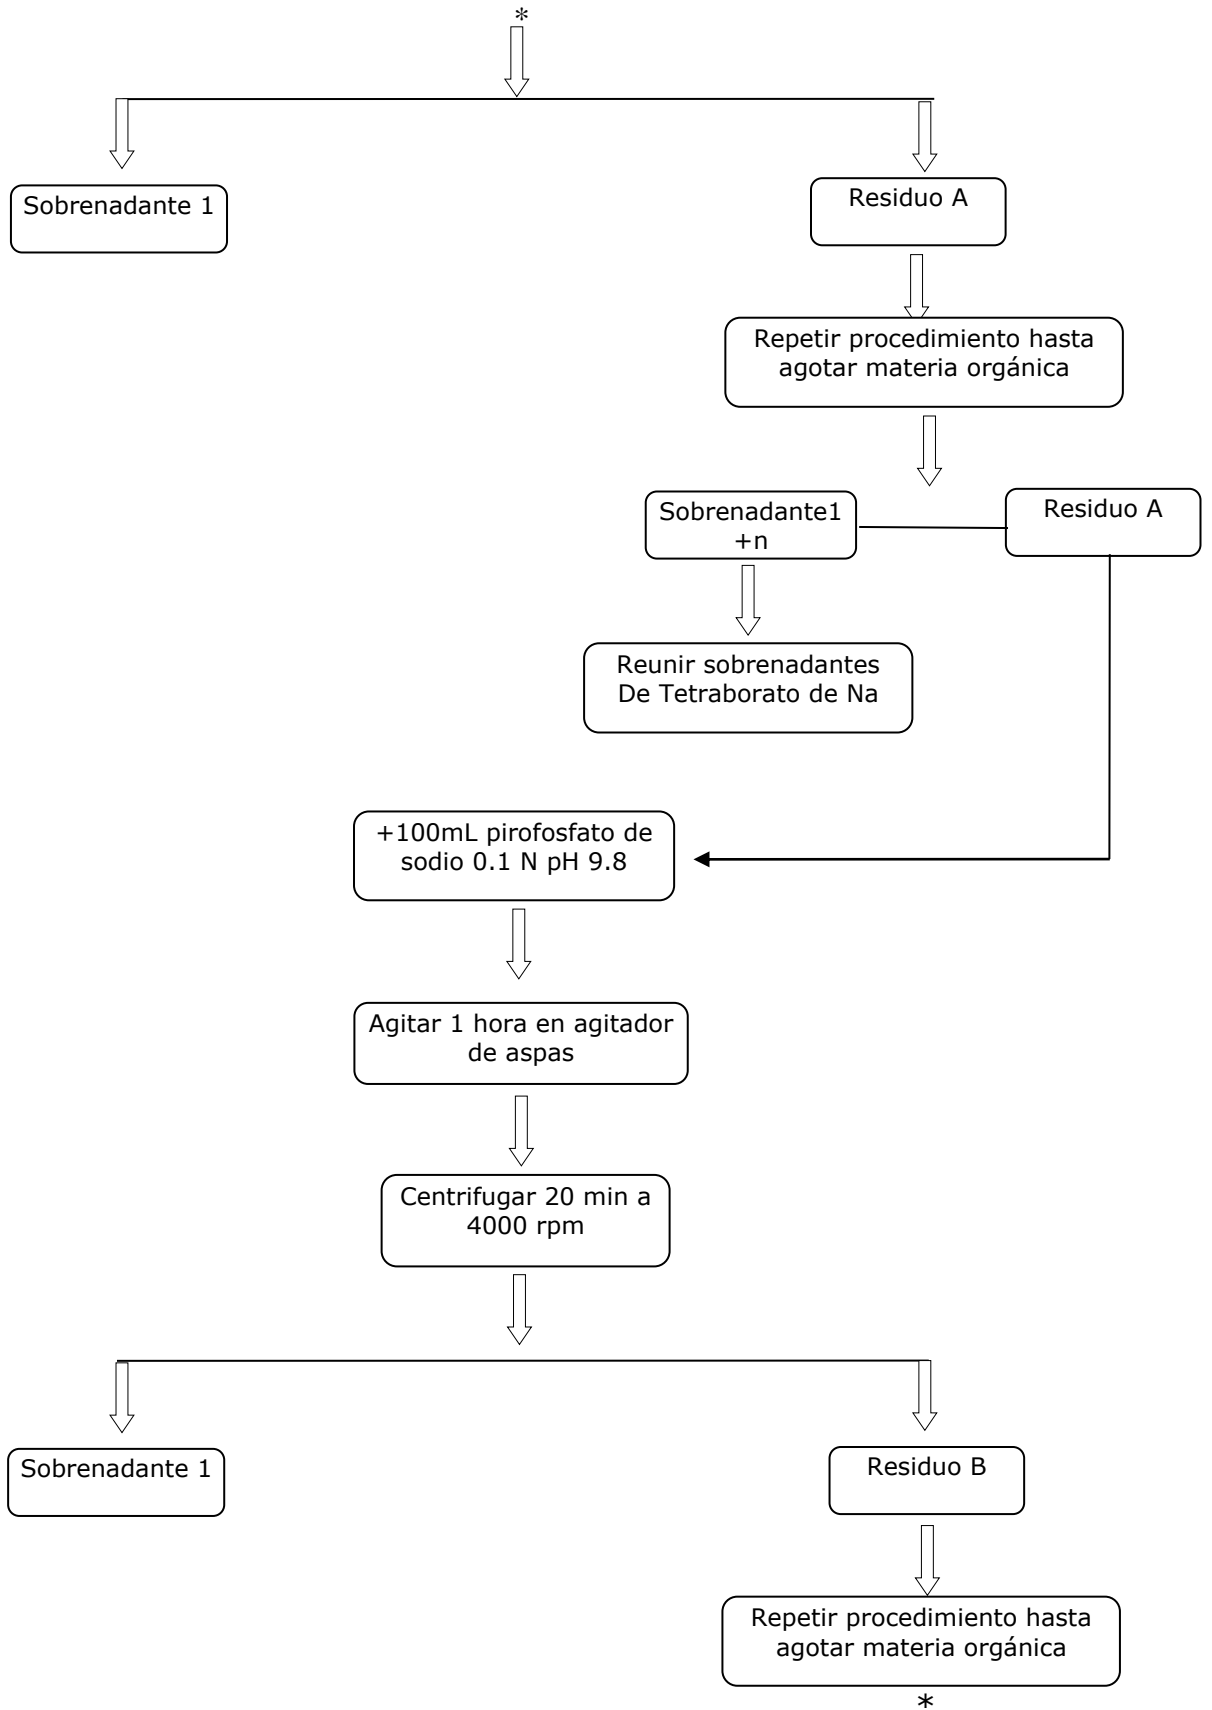 *
Sobrenadante 1
Residuo A
Repetir procedimiento hasta
agotar materia orgánica
Sobrenadante1
+n
Residuo A
Reunir sobrenadantes
De Tetraborato de Na
+100mL pirofosfato de
sodio 0.1 N pH 9.8
Agitar 1 hora en agitador
de aspas
Centrifugar 20 min a
4000 rpm
Sobrenadante 1
Residuo B
Repetir procedimiento hasta
agotar materia orgánica
*